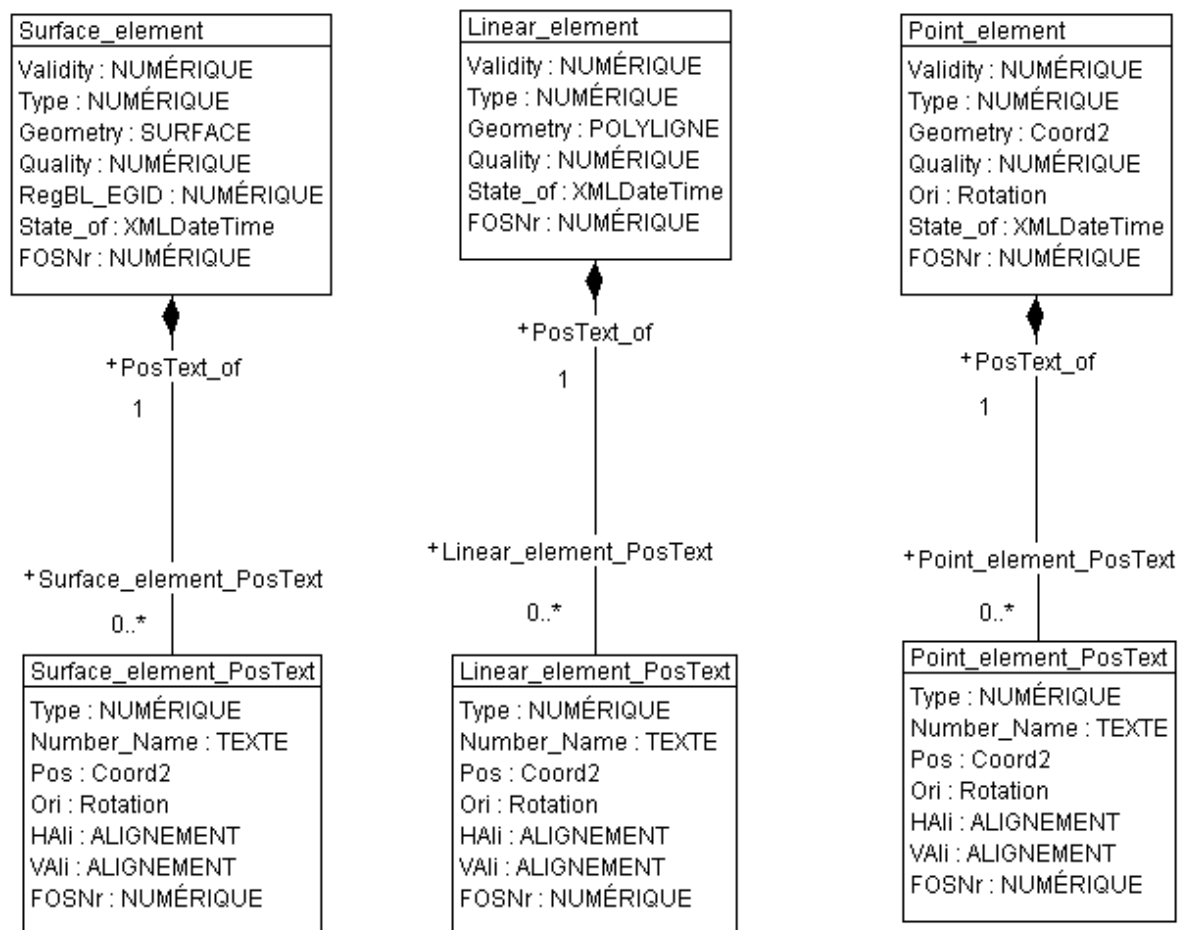 Surface_element
Validity : NUMÉRIQUE
Type : NUMÉRIQUE
Geometry : SURFACE
Quality : NUMÉRIQUE
RegBL_EGID : NUMÉRIQUE
State_of : XMLDateTime
FOSNr : NUMÉRIQUE
+PosText_of
1
+Surface_element_PosText
0..*
Surface_element_PosText
Type : NUMÉRIQUE
Number_Name : TEXTE
Pos : Coord2
Ori : Rotation
HAli : ALIGNEMENT
VAli : ALIGNEMENT
FOSNr : NUMÉRIQUE
Linear_element
Validity : NUMÉRIQUE
Type : NUMÉRIQUE
Geometry : POLYLIGNE
Quality : NUMÉRIQUE
State_of : XMLDateTime
FOSNr : NUMÉRIQUE
+PosText_of
1
+Linear_element_PosText
0..*
Linear_element_PosText
Type : NUMÉRIQUE
Number_Name : TEXTE
Pos : Coord2
Ori : Rotation
HAli : ALIGNEMENT
VAli : ALIGNEMENT
FOSNr : NUMÉRIQUE
Point_element
Validity : NUMÉRIQUE
Type : NUMÉRIQUE
Geometry : Coord2
Quality : NUMÉRIQUE
Ori : Rotation
State_of : XMLDateTime
FOSNr : NUMÉRIQUE
+PosText_of
1
+Point_element_PosText
0..*
Point_element_PosText
Type : NUMÉRIQUE
Number_Name : TEXTE
Pos : Coord2
Ori : Rotation
HAli : ALIGNEMENT
VAli : ALIGNEMENT
FOSNr : NUMÉRIQUE